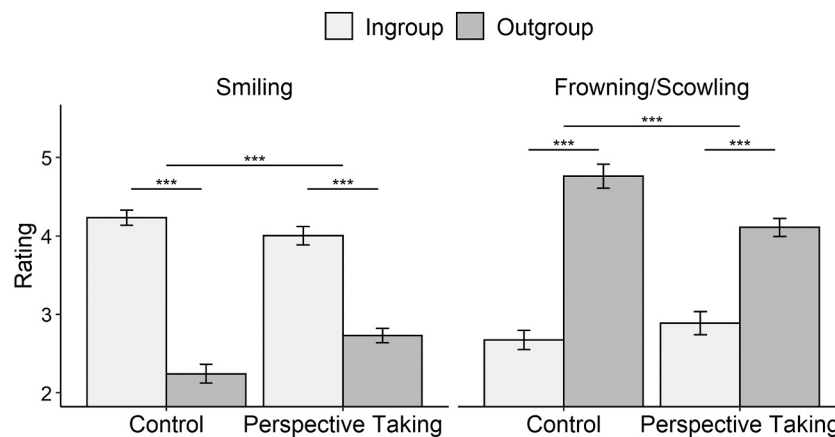 Ingroup Outgroup
Smiling
Frowning/Scowling
***
***
***
***
***
***
Rating
5
4
3
2
Control Perspective Taking
Control Perspective Taking